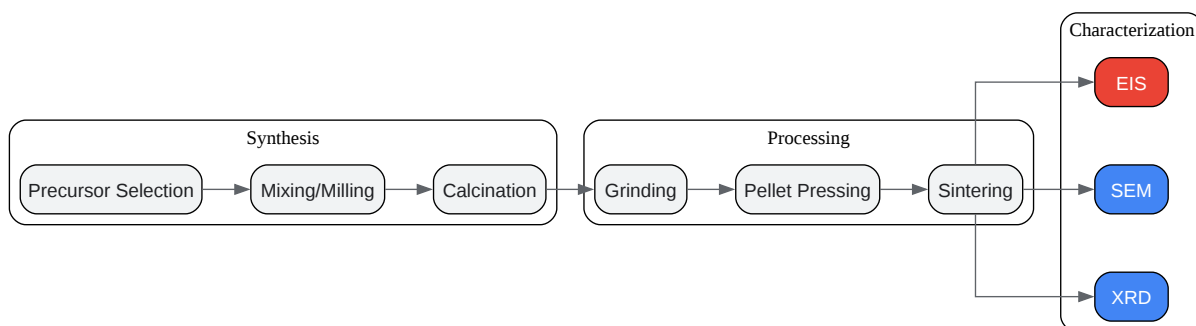 Synthesis
Precursor Selection
Mixing/Milling
Calcination
Processing
Grinding
Pellet Pressing
Sintering
Characterization
EIS
SEM
XRD